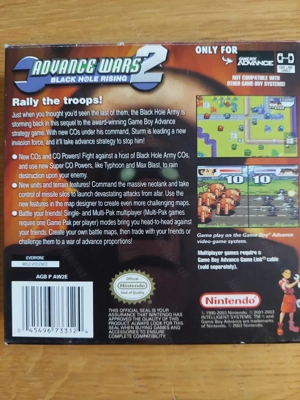 ADVANCE WARS 2
BLACK HOLE RISING
ONLY FOR
GAME BOY ADVANCE
NOT COMPATIBLE WITH
OTHER GAME BOY SYSTEMS!
Rally the troops!
Just when you thought you'd seen the last of them, the Black Hole Army is
storming back in this sequel to the award-winning Game Boy Advance
strategy game. With new COs under his command, Sturm is leading a new
invasion force, and it'll take advance strategy to stop him!
New COs and CO Powers! Fight against a host of Black Hole Army COs,
and use new Super CO Powers, like Typhoon and Max Blast, to rain
destruction upon your enemy.
New units and terrain features! Command the massive neotank and take
control of missile silos to launch devastating attacks from afar. Use the
new features in the map designer to create even more challenging maps.
Battle your friends! Single- and Multi-Pak multiplayer (Multi-Pak games
require one Game Pak per player) modes bring you head-to-head against
your friends. Create your own battle maps, then trade with your friends or
challenge them to a war of advance proportions!
10 10
Game play on the Game Boy Advance
video-game system.
Multiplayer games require a
Game Boy Advance Game Link cable
(sold separately).
EVERYONE
MILD VIOLENCE
AGB P AW2E
0 45496 73312 4
THE OFFICIAL SEAL IS YOUR
ASSURANCE THAT NINTENDO HAS
APPROVED THE QUALITY OF THIS
PRODUCT. ALWAYS LOOK FOR THIS
SEAL WHEN BUYING GAMES AND
ACCESSORIES TO ENSURE
COMPLETE COMPATIBILITY.
Nintendo